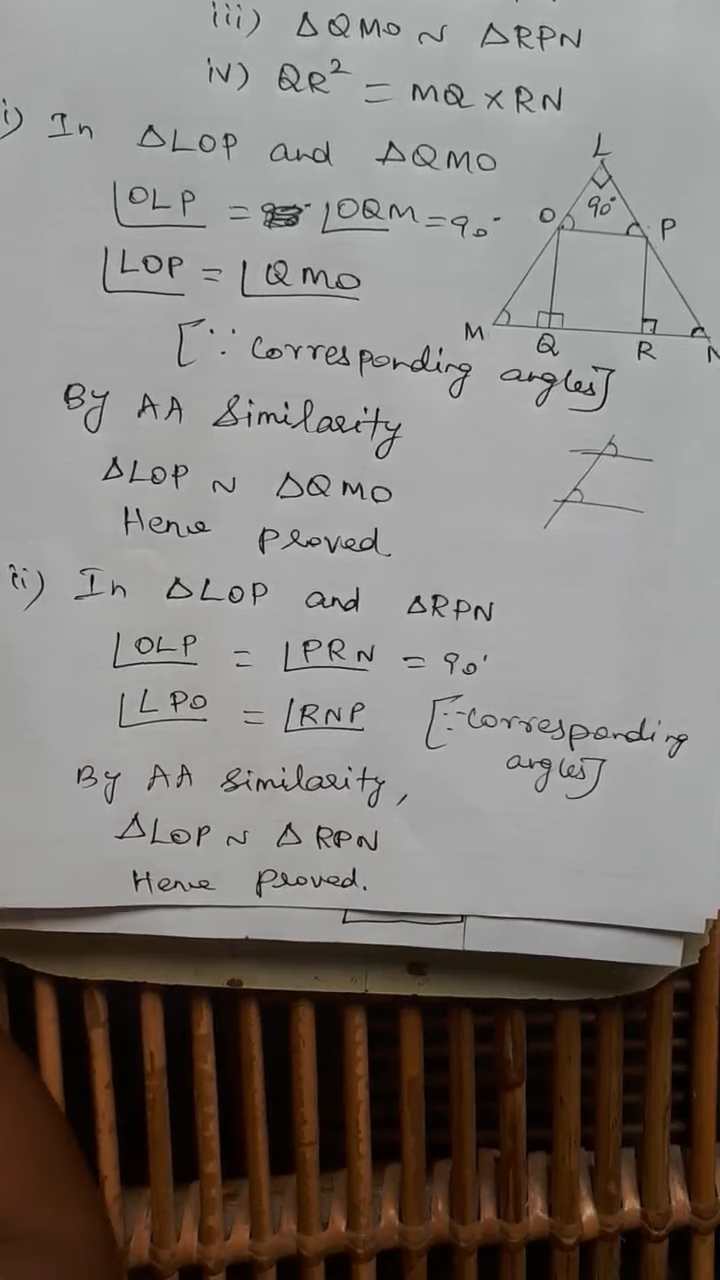 iii) ΔQMO ~ ΔRPN
iv) QR² = MQ × RN
i) In ΔLOP and ΔQMO
∠OLP = ∠OQM = 90°
∠LOP = ∠QMO
[∵ corresponding angles]
By AA Similarity
ΔLOP ~ ΔQMO
Hence proved
L
90°
O
P
M
Q
R
N
ii) In ΔLOP and ΔRPN
∠OLP = ∠PRN = 90°
∠LPO = ∠RNP [∵ corresponding
angles]
By AA similarity,
ΔLOP ~ ΔRPN
Hence proved.